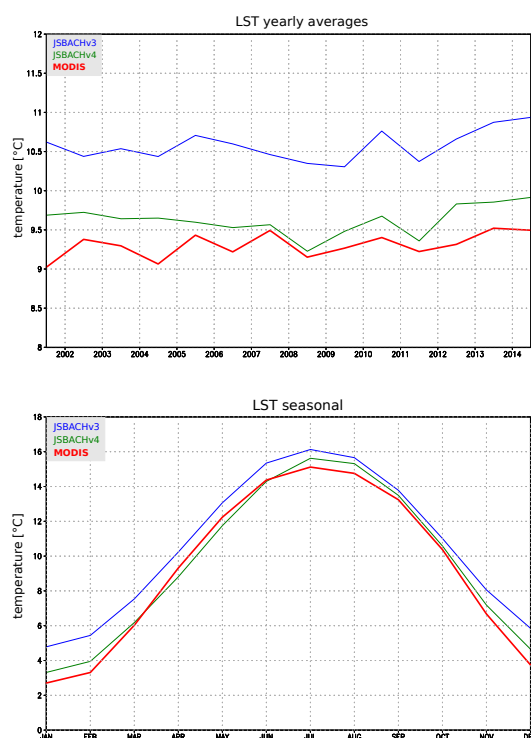 LST yearly averages
12
JSBACHv3
JSBACHv4
MODIS
11.5
11
10.5
10
9.5
9
8.5
8
temperature [°C]
2002 2003 2004 2005 2006 2007 2008 2009 2010 2011 2012 2013 2014
LST seasonal
18
JSBACHv3
JSBACHv4
MODIS
16
14
12
10
8
6
4
2
0
temperature [°C]
JAN FEB MAR APR MAY JUN JUL AUG SEP OCT NOV DE